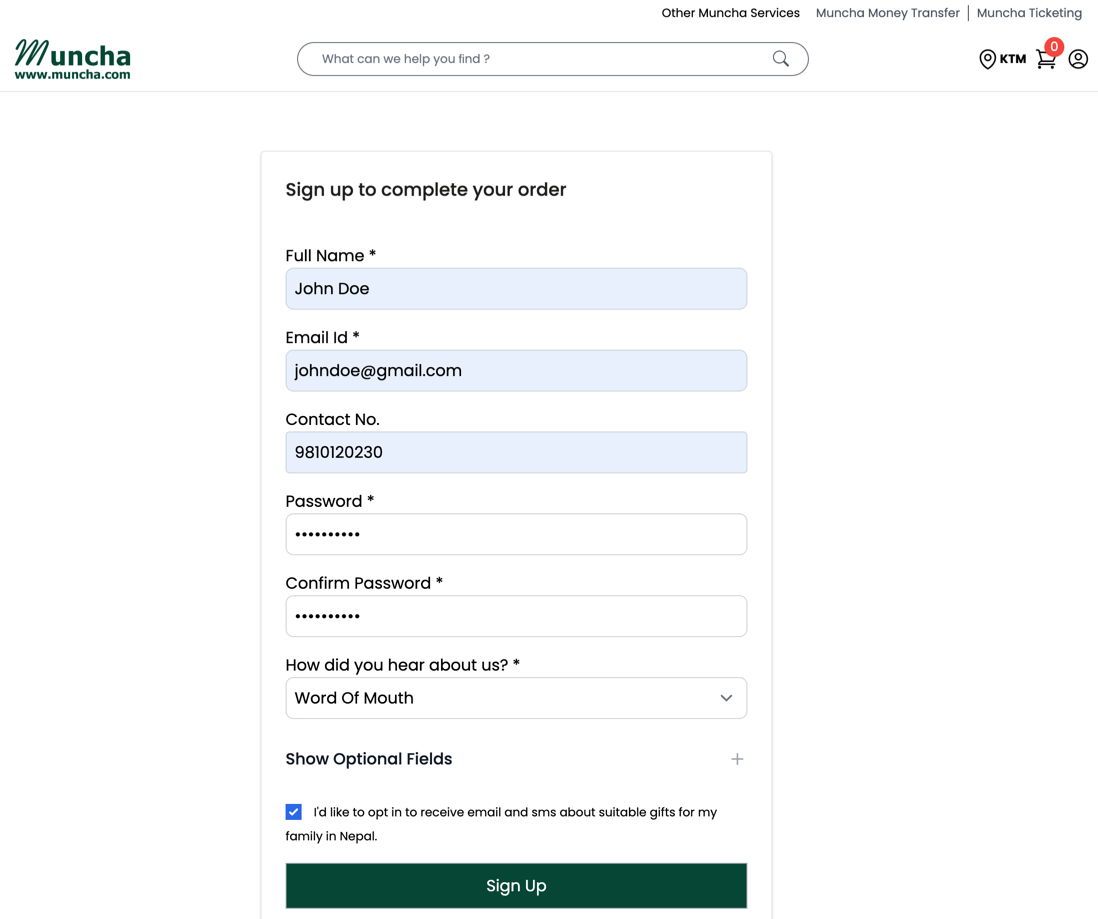 Other Muncha Services Muncha Money Transfer Muncha Ticketing
Muncha
www.muncha.com
What can we help you find ?
KTM
0
Sign up to complete your order
Full Name *
John Doe
Email Id *
johndoe@gmail.com
Contact No.
9810120230
Password *
••••••••••
Confirm Password *
••••••••••
How did you hear about us? *
Word Of Mouth
Show Optional Fields
I'd like to opt in to receive email and sms about suitable gifts for my
family in Nepal.
Sign Up